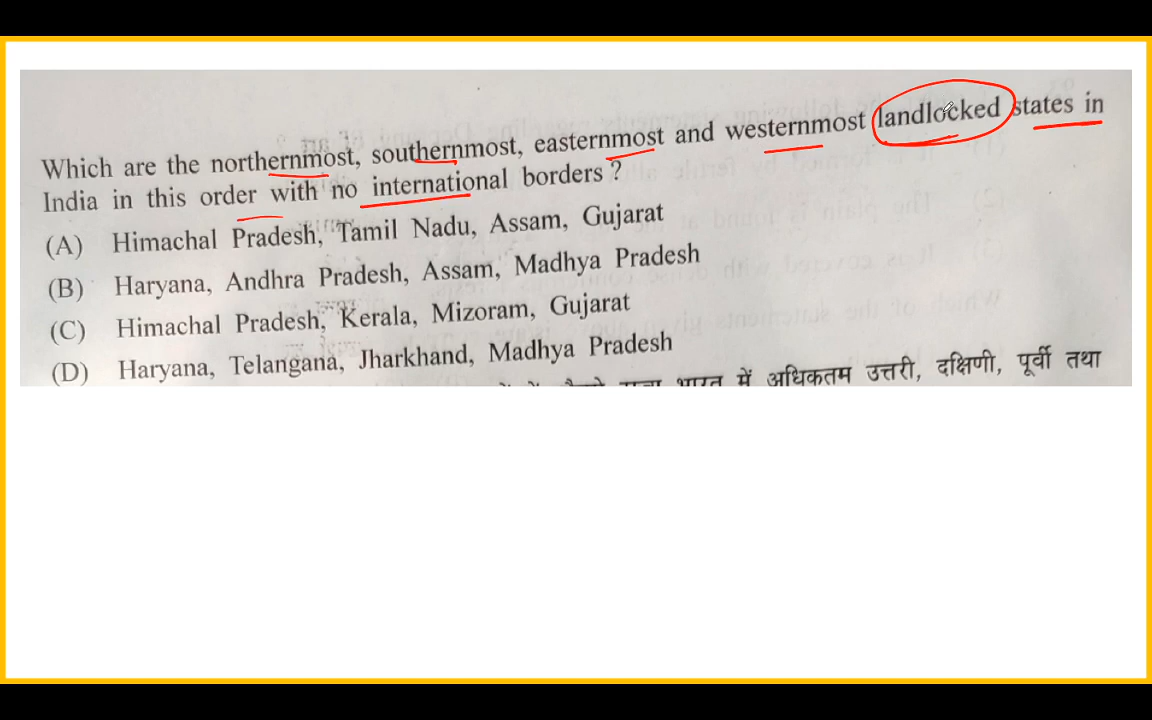 Which are the northernmost, southernmost, easternmost and westernmost landlocked states in
India in this order with no international borders ?
(A) Himachal Pradesh, Tamil Nadu, Assam, Gujarat
(B) Haryana, Andhra Pradesh, Assam, Madhya Pradesh
(C) Himachal Pradesh, Kerala, Mizoram, Gujarat
(D) Haryana, Telangana, Jharkhand, Madhya Pradesh
भारत में अधिकतम उत्तरी, दक्षिणी, पूर्वी तथा